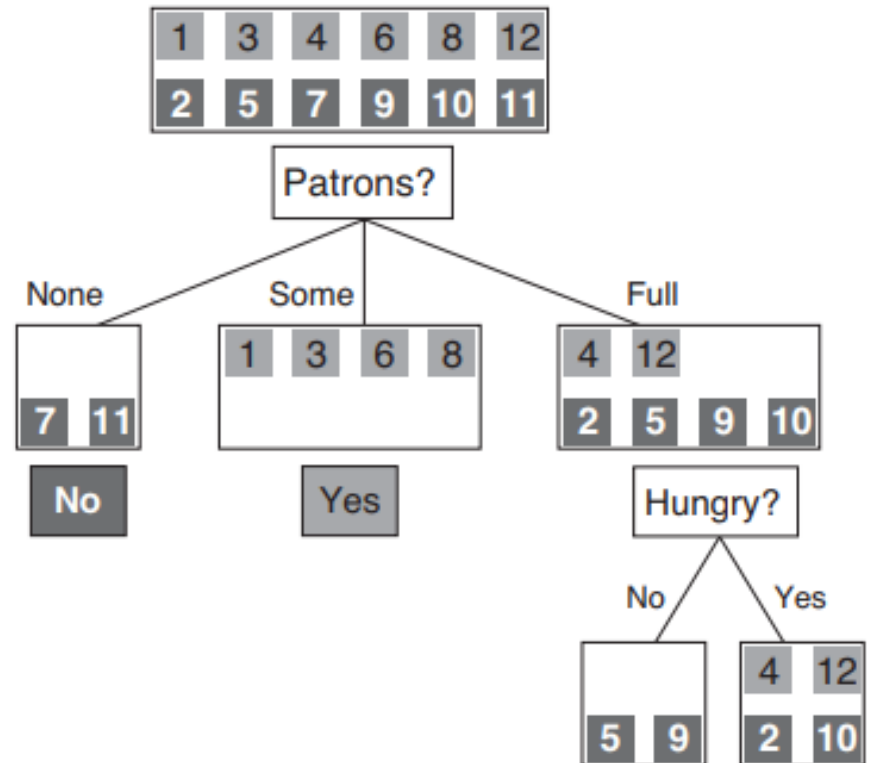 1 3 4 6 8 12
2 5 7 9 10 11
Patrons?
None Some Full
1 3 6 8 4 12
7 11 2 5 9 10
No Yes Hungry?
No Yes
4 12
5 9 2 10